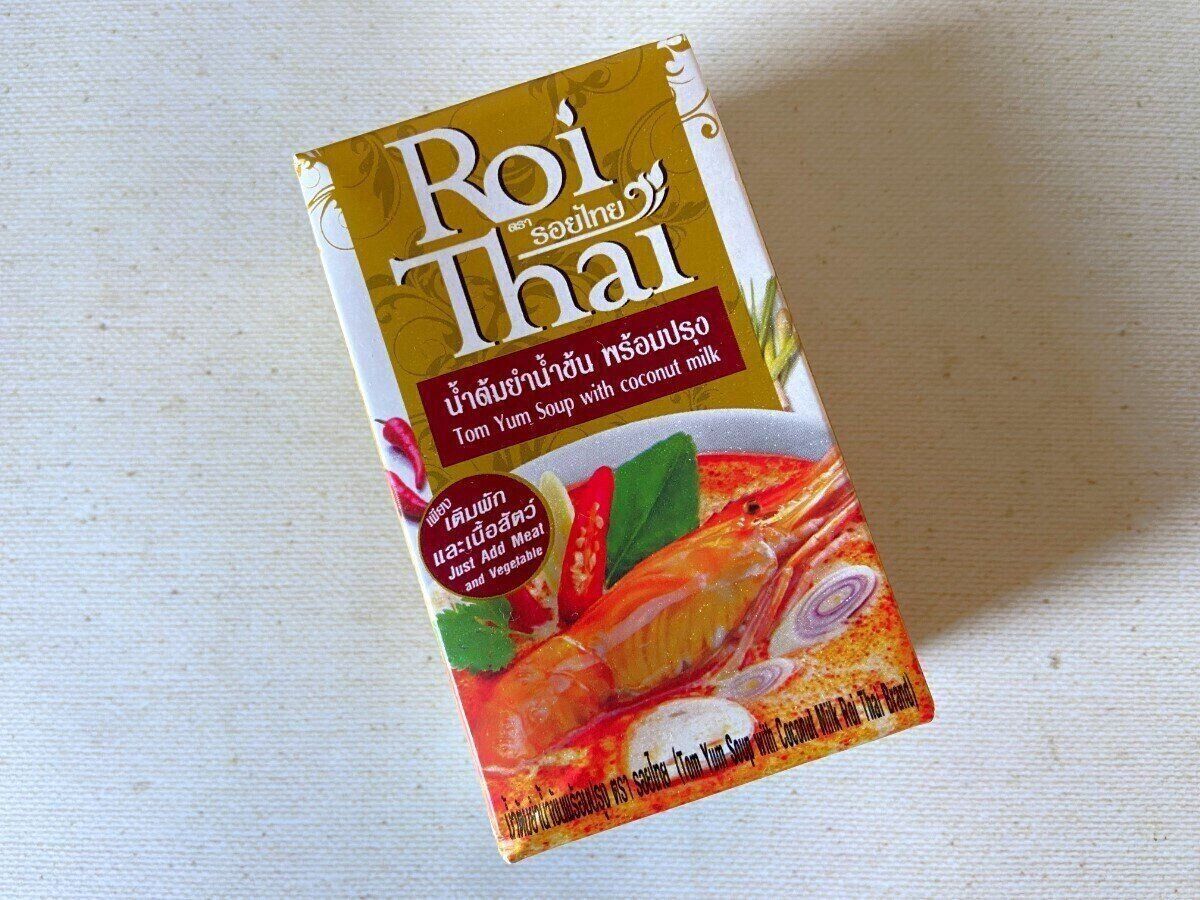 Roi
ตรา รอยไทย
Thai
น้ำต้มยำน้ำข้น พร้อมปรุง
Tom Yum Soup with coconut milk
เพียง
เติมผัก
และเนื้อสัตว์
Just Add Meat
and Vegetable
น้ำต้มยำน้ำข้นพร้อมปรุง ตรา รอยไทย (Tom Yum Soup with Coconut Milk Roi Thai Brand)